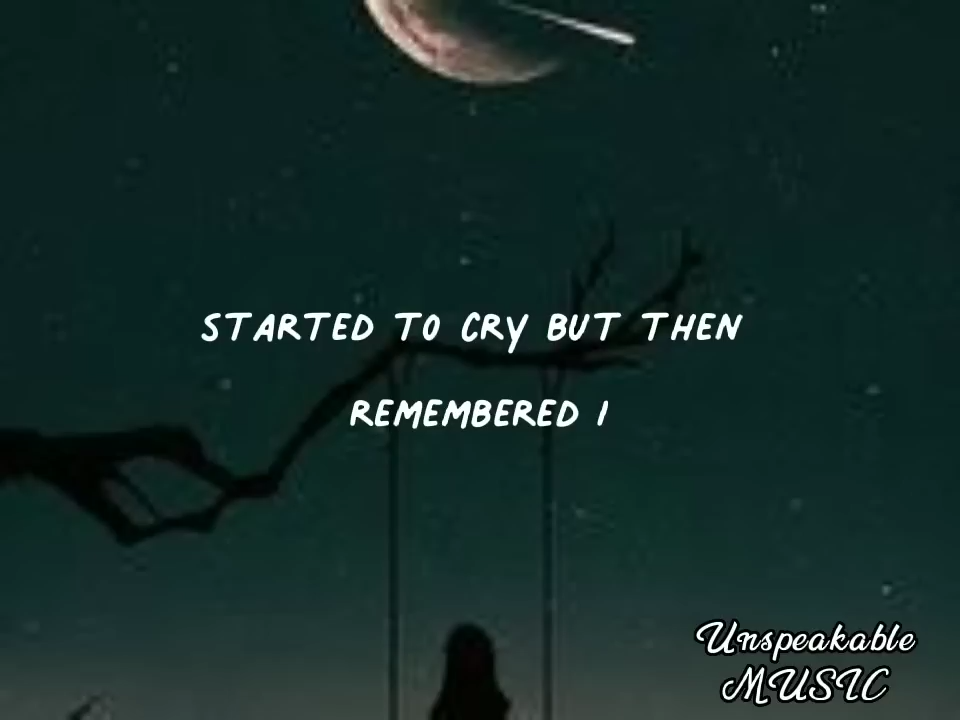 STARTED TO CRY BUT THEN
REMEMBERED I
Unspeakable
MUSIC